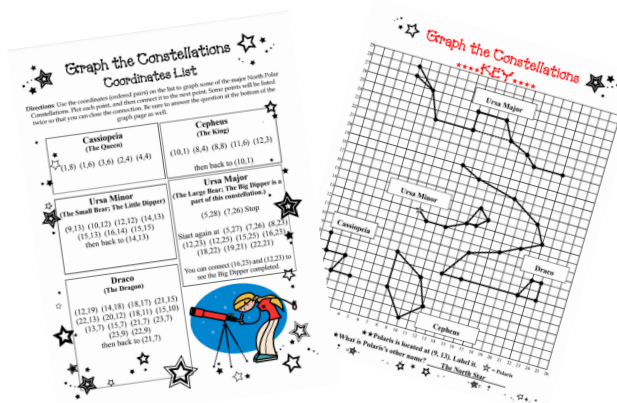 Graph the Constellations
Coordinates List
Directions: Use the coordinates (ordered pairs) on the list to graph some of the major North Polar
Constellations. Plot each point, and then connect it to the next point. Some points will be listed
twice so that you can close the connection. Be sure to answer the question at the bottom of the
graph page as well.
Cassiopeia
(The Queen)
(1,8) (1,6) (3,6) (2,4) (4,4)
Cepheus
(The King)
(10,1) (8,4) (8,8) (11,6) (12,3)
then back to (10,1)
Ursa Minor
(The Small Bear; The Little Dipper)
(9,13) (10,12) (12,12) (14,13)
(15,13) (16,14) (15,15)
then back to (14,13)
Ursa Major
(The Large Bear; The Big Dipper is a
part of this constellation.)
(5,28) (7,26) Stop
Start again at (5,27) (7,26) (8,23)
(12,23) (12,25) (15,25) (16,23)
(18,22) (19,21) (22,21)
You can connect (16,23) and (12,23) to
see the Big Dipper completed
Draco
(The Dragon)
(12,19) (14,18) (18,17) (21,15)
(22,13) (20,12) (18,11) (15,10)
(13,7) (15,7) (21,7) (23,7)
(23,9) (22,9)
then back to (21,7)
Graph the Constellations
****KEY****
Ursa Major
Ursa Minor
Cassiopeia
Draco
Cepheus
★★Polaris is located at (9, 13). Label it. ☆ = Polaris
★What is Polaris's other name? The North Star